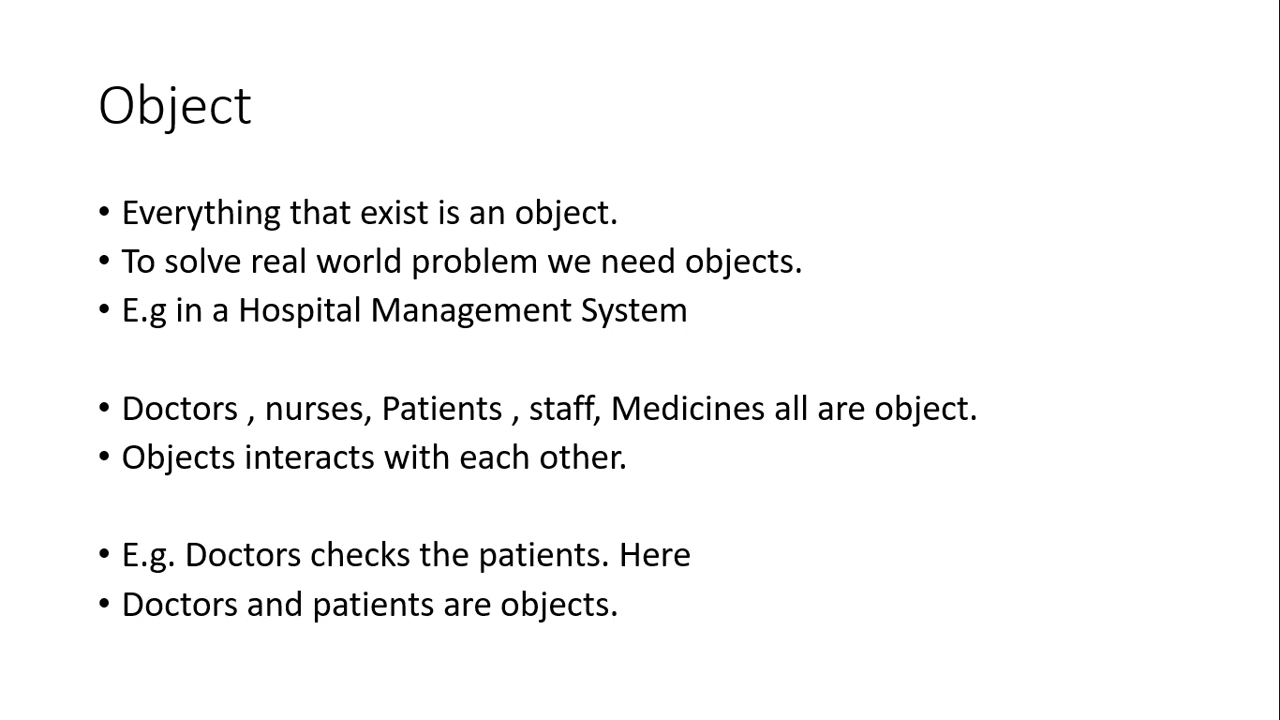 Object
• Everything that exist is an object.
• To solve real world problem we need objects.
• E.g in a Hospital Management System
• Doctors , nurses, Patients , staff, Medicines all are object.
• Objects interacts with each other.
• E.g. Doctors checks the patients. Here
• Doctors and patients are objects.